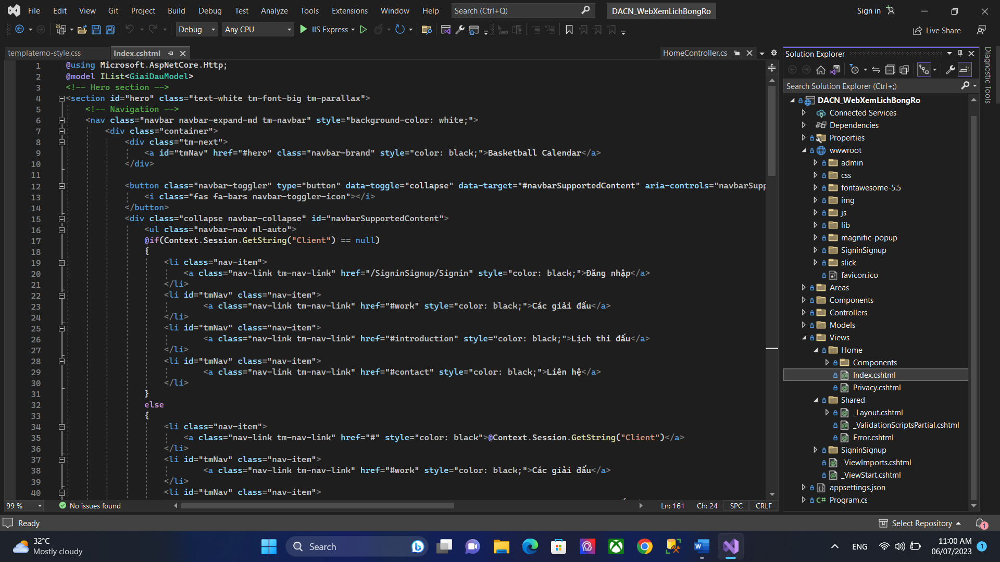 File Edit View Git Project Build Debug Test Analyze Tools Extensions Window Help Search (Ctrl+Q) DACN_WebXemLichBongRo Sign in
Debug Any CPU IIS Express Live Share
templatemo-style.css Index.cshtml HomeController.cs
1 @using Microsoft.AspNetCore.Http;
2 @model IList<GiaiDauModel>
3 <!-- Hero section -->
4 <section id="hero" class="text-white tm-font-big tm-parallax">
5 <!-- Navigation -->
6 <nav class="navbar navbar-expand-md tm-navbar" style="background-color: white;">
7 <div class="container">
8 <div class="tm-next">
9 <a id="tmNav" href="#hero" class="navbar-brand" style="color: black;">Basketball Calendar</a>
10 </div>
11
12 <button class="navbar-toggler" type="button" data-toggle="collapse" data-target="#navbarSupportedContent" aria-controls="navbarSupp
13 <i class="fas fa-bars navbar-toggler-icon"></i>
14 </button>
15 <div class="collapse navbar-collapse" id="navbarSupportedContent">
16 <ul class="navbar-nav ml-auto">
17 @if(Context.Session.GetString("Client") == null)
18 {
19 <li class="nav-item">
20 <a class="nav-link tm-nav-link" href="/SigninSignup/Signin" style="color: black;">Đăng nhập</a>
21 </li>
22 <li id="tmNav" class="nav-item">
23 <a class="nav-link tm-nav-link" href="#work" style="color: black;">Các giải đấu</a>
24 </li>
25 <li id="tmNav" class="nav-item">
26 <a class="nav-link tm-nav-link" href="#introduction" style="color: black;">Lịch thi đấu</a>
27 </li>
28 <li id="tmNav" class="nav-item">
29 <a class="nav-link tm-nav-link" href="#contact" style="color: black;">Liên hệ</a>
30 </li>
31 }
32 else
33 {
34 <li class="nav-item">
35 <a class="nav-link tm-nav-link" href="#" style="color: black">@Context.Session.GetString("Client")</a>
36 </li>
37 <li id="tmNav" class="nav-item">
38 <a class="nav-link tm-nav-link" href="#work" style="color: black;">Các giải đấu</a>
39 </li>
40 <li id="tmNav" class="nav-item">
99 % No issues found Ln: 161 Ch: 24 SPC CRLF
Solution Explorer
Search Solution Explorer (Ctrl+;)
DACN_WebXemLichBongRo
Connected Services
Dependencies
Properties
wwwroot
admin
css
fontawesome-5.5
img
js
lib
magnific-popup
SigninSignup
slick
favicon.ico
Areas
Components
Controllers
Models
Views
Home
Components
Index.cshtml
Privacy.cshtml
Shared
_Layout.cshtml
_ValidationScriptsPartial.cshtml
Error.cshtml
SigninSignup
_ViewImports.cshtml
_ViewStart.cshtml
appsettings.json
C# Program.cs
Diagnostic Tools
Ready Select Repository 1
32°C
Mostly cloudy
Search
ENG
11:00 AM
06/07/2023
1